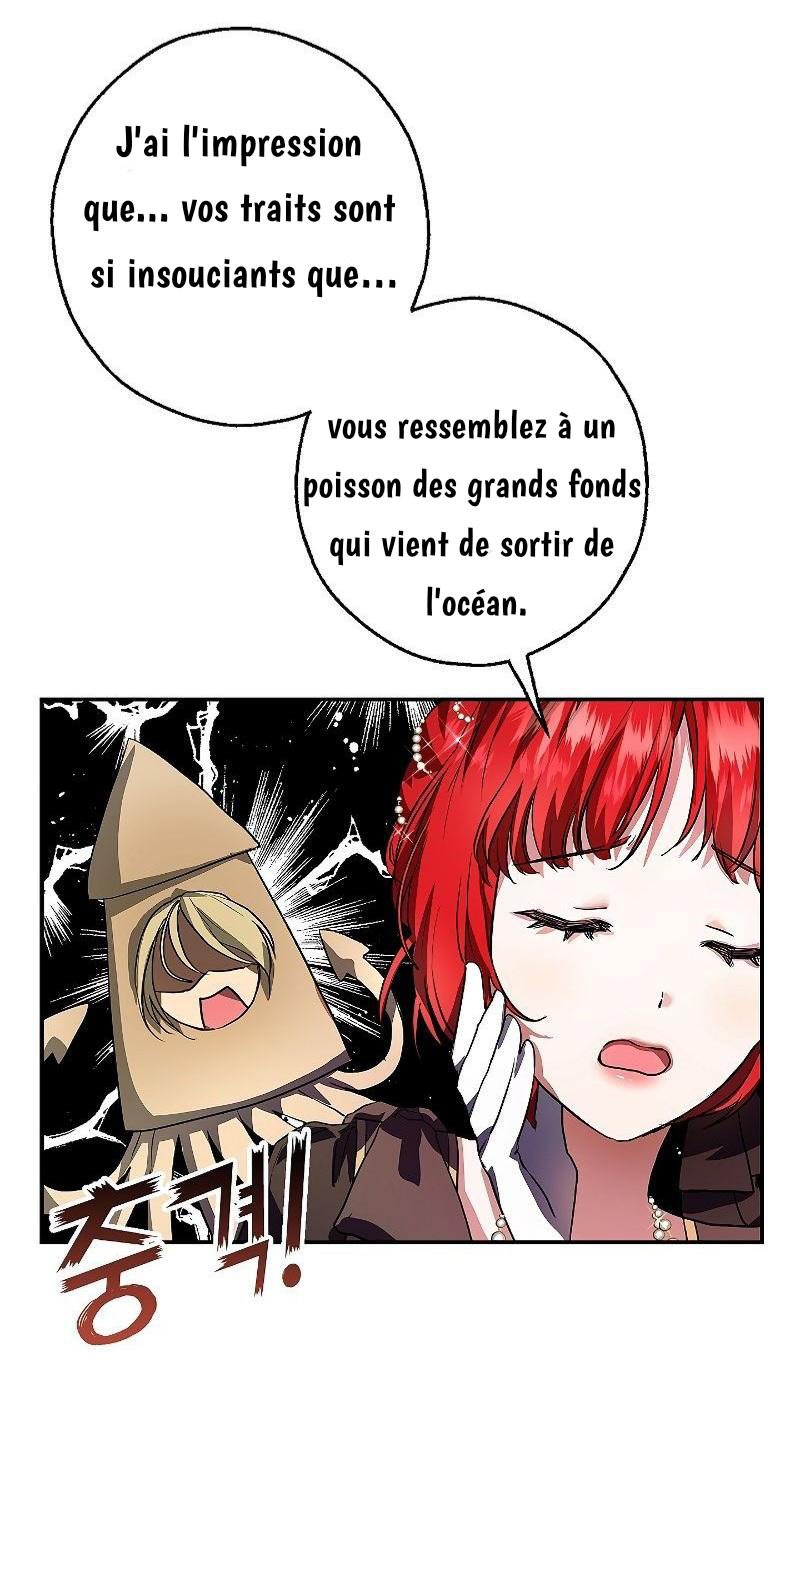 J'ai l'impression
que... vos traits sont
si insouciants que...
vous ressemblez à un
poisson des grands fonds
qui vient de sortir de
l'océan.
충격!